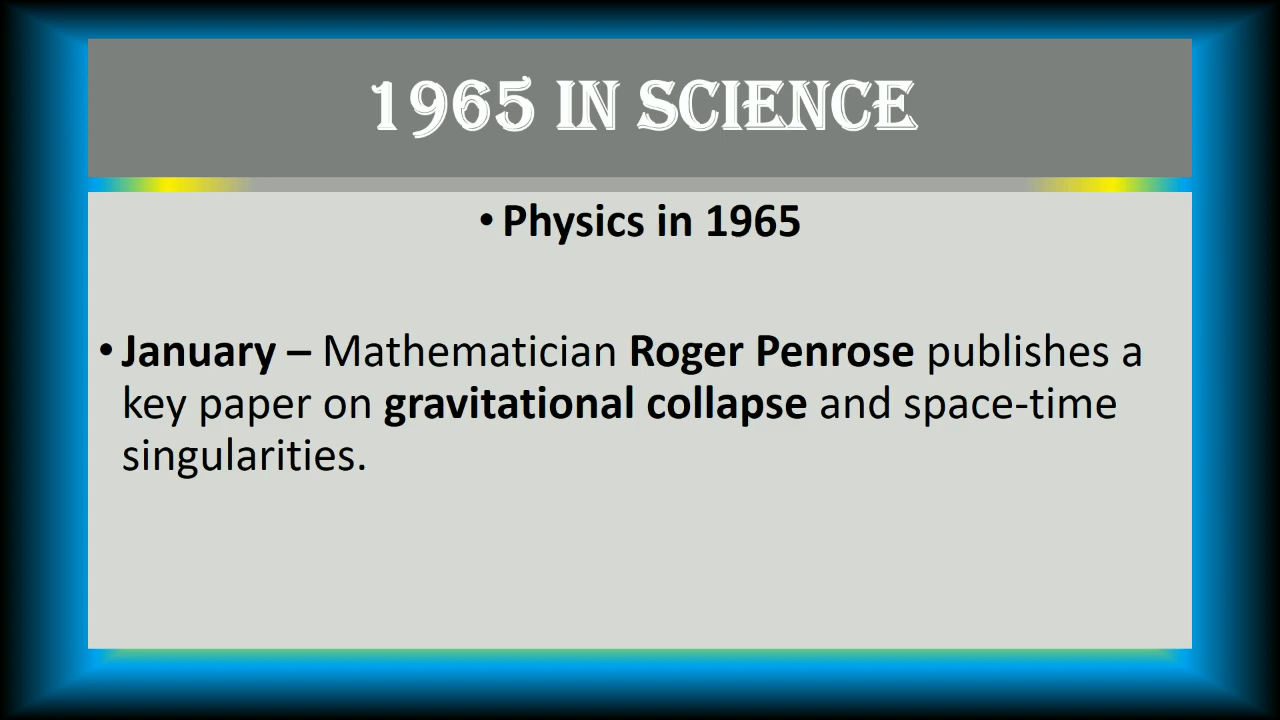 1965 IN SCIENCE
• Physics in 1965
• January – Mathematician Roger Penrose publishes a
key paper on gravitational collapse and space-time
singularities.